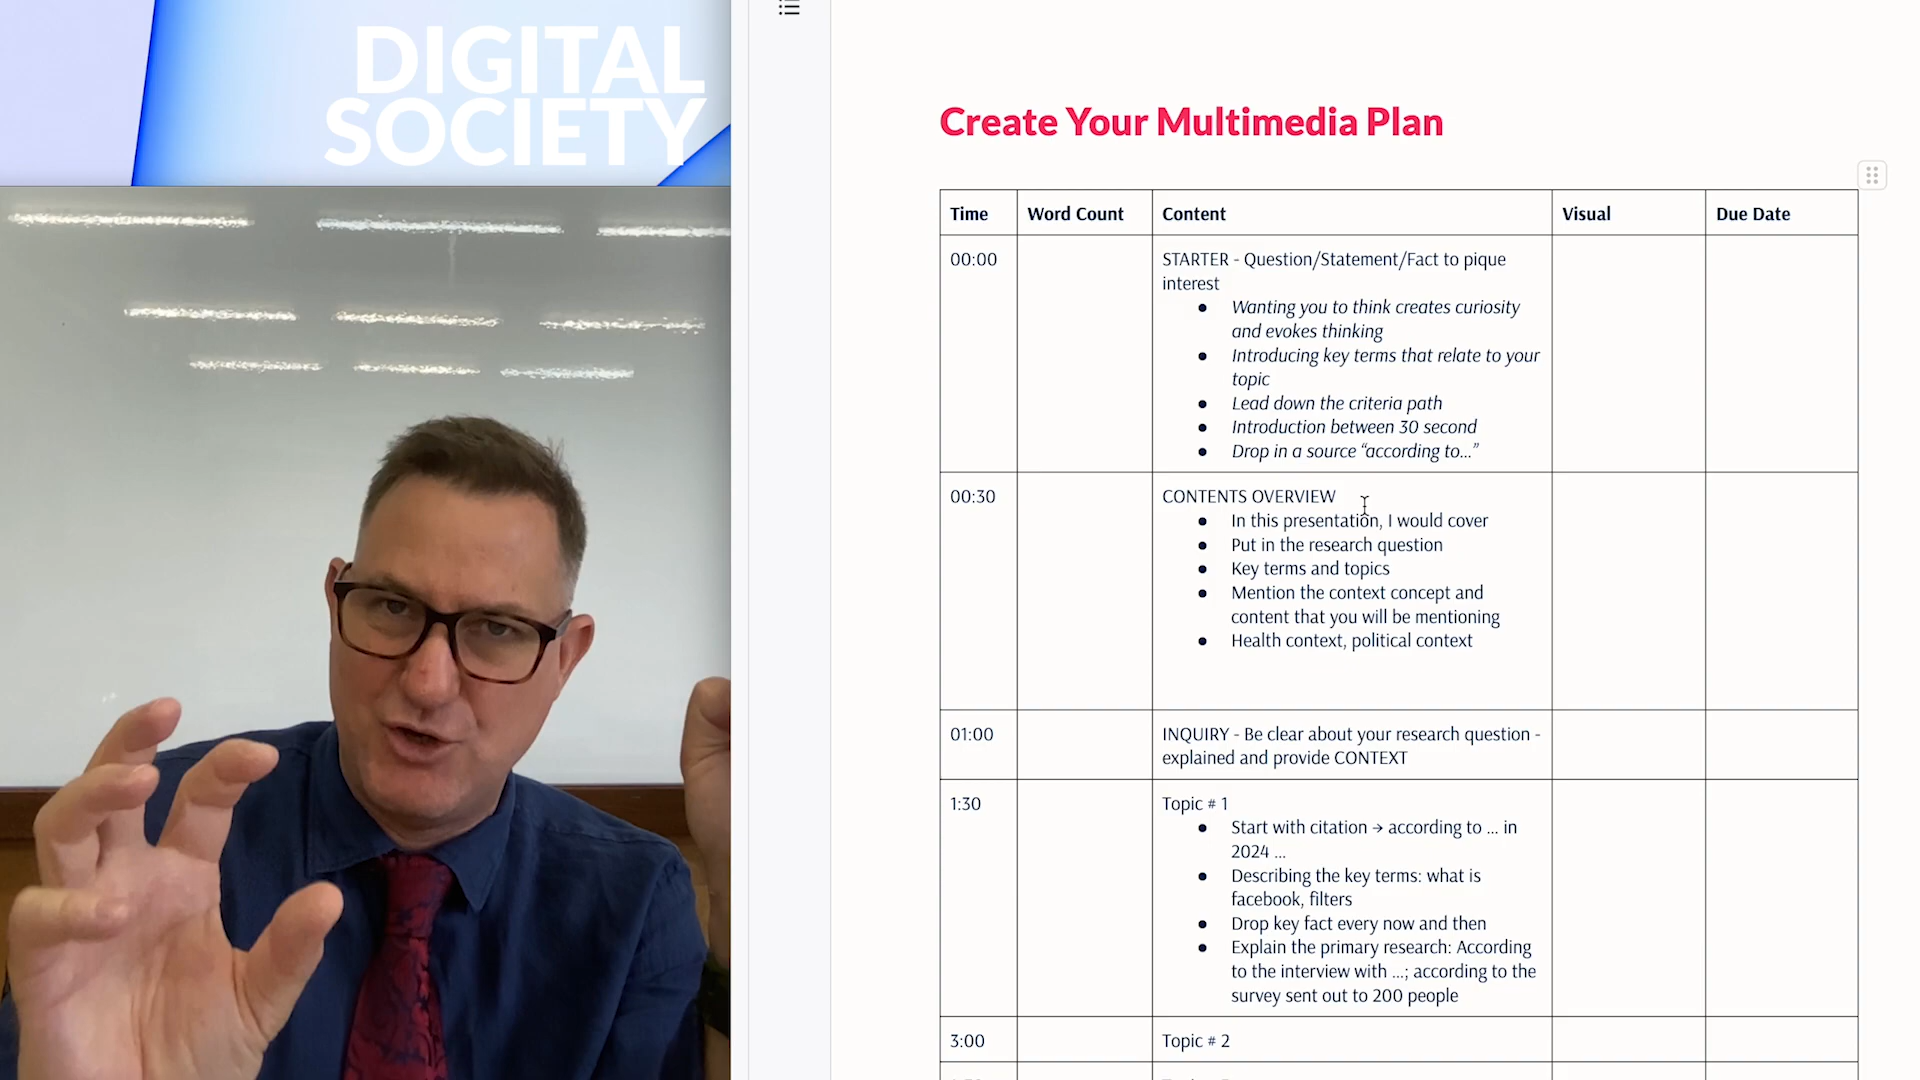 DIGITAL
SOCIETY
Create Your Multimedia Plan
Time Word Count Content Visual Due Date
00:00 STARTER - Question/Statement/Fact to pique
interest
● Wanting you to think creates curiosity
and evokes thinking
● Introducing key terms that relate to your
topic
● Lead down the criteria path
● Introduction between 30 second
● Drop in a source “according to...”
00:30 CONTENTS OVERVIEW
● In this presentation, I would cover
● Put in the research question
● Key terms and topics
● Mention the context concept and
content that you will be mentioning
● Health context, political context
01:00 INQUIRY - Be clear about your research question -
explained and provide CONTEXT
1:30 Topic # 1
● Start with citation → according to ... in
2024 ...
● Describing the key terms: what is
facebook, filters
● Drop key fact every now and then
● Explain the primary research: According
to the interview with ...; according to the
survey sent out to 200 people
3:00 Topic # 2